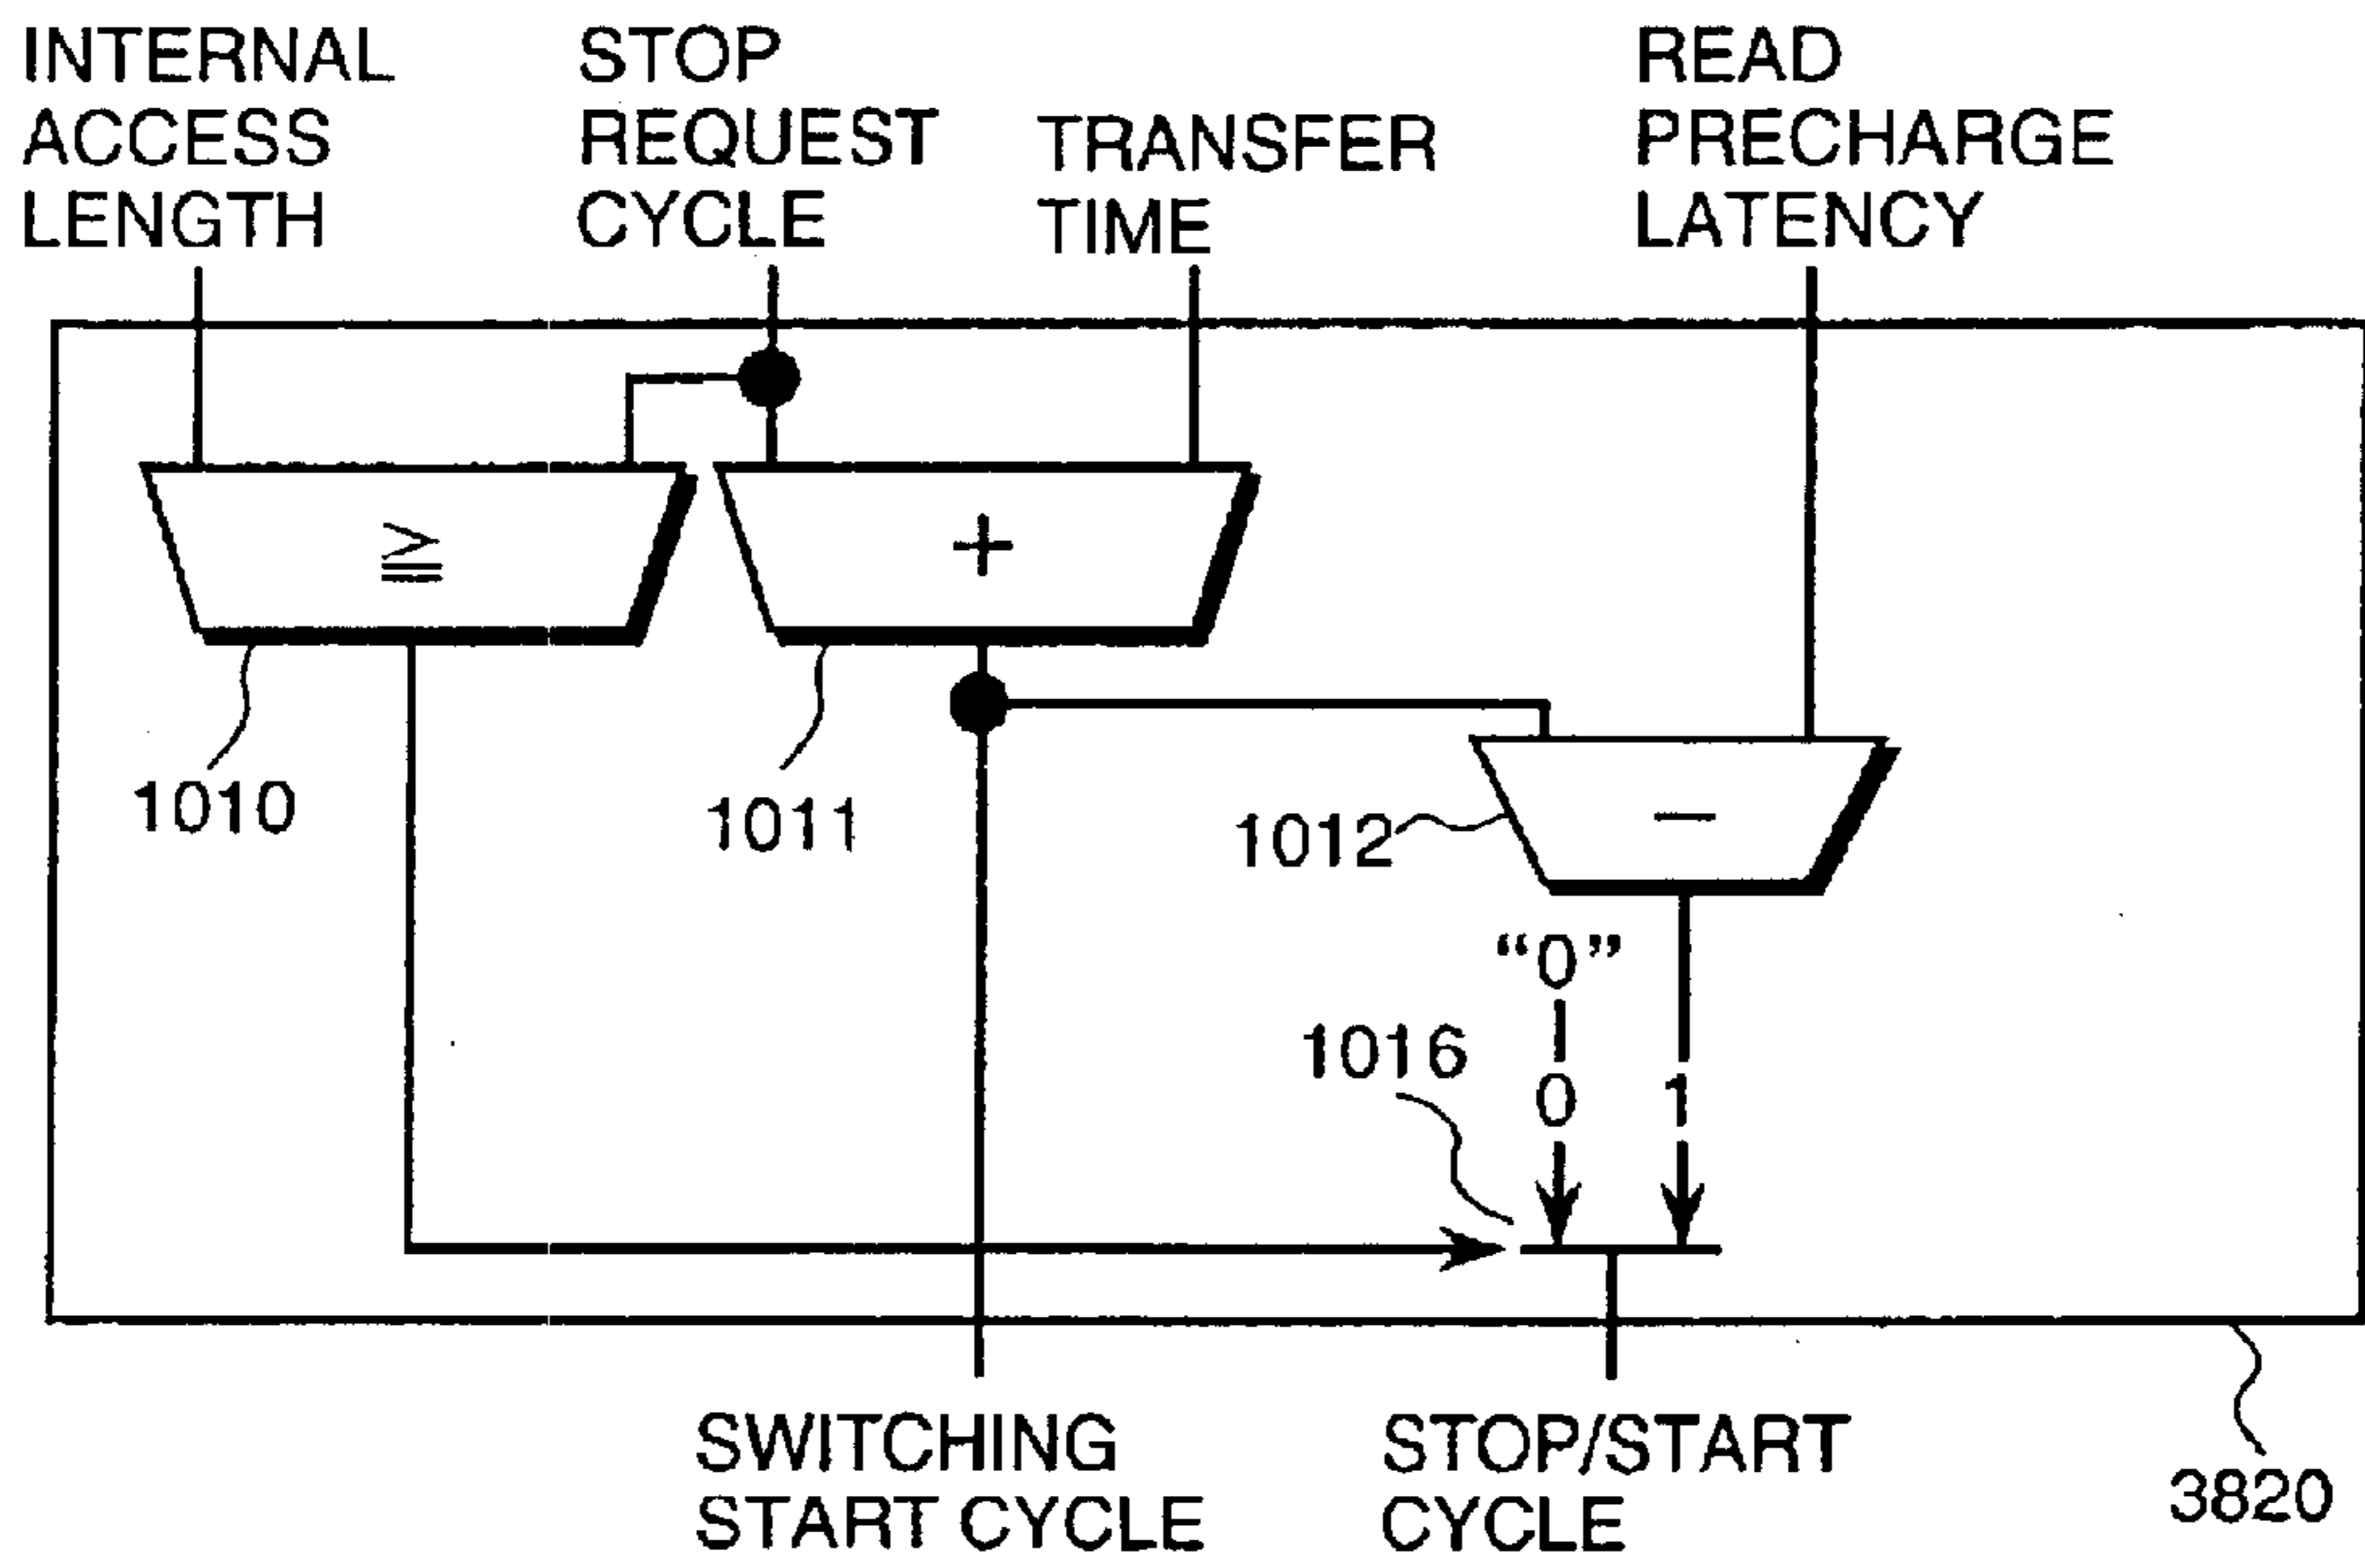 INTERNAL
ACCESS
LENGTH
STOP
REQUEST
CYCLE
TRANSFER
TIME
READ
PRECHARGE
LATENCY
≧
+
1010
1011
1012
−
“0”
1016
0 1
SWITCHING
START CYCLE
STOP/START
CYCLE
3820